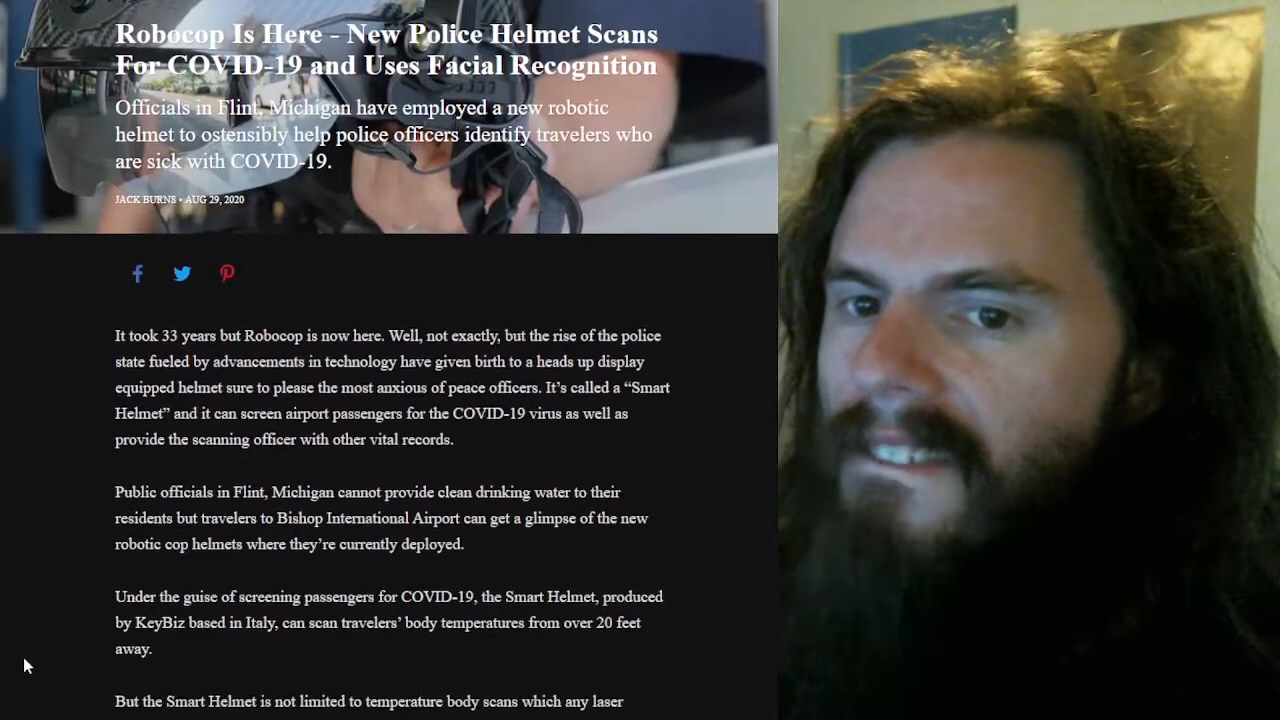 Robocop Is Here - New Police Helmet Scans
For COVID-19 and Uses Facial Recognition
Officials in Flint, Michigan have employed a new robotic
helmet to ostensibly help police officers identify travelers who
are sick with COVID-19.
JACK BURNS • AUG 29, 2020
It took 33 years but Robocop is now here. Well, not exactly, but the rise of the police
state fueled by advancements in technology have given birth to a heads up display
equipped helmet sure to please the most anxious of peace officers. It’s called a “Smart
Helmet” and it can screen airport passengers for the COVID-19 virus as well as
provide the scanning officer with other vital records.
Public officials in Flint, Michigan cannot provide clean drinking water to their
residents but travelers to Bishop International Airport can get a glimpse of the new
robotic cop helmets where they’re currently deployed.
Under the guise of screening passengers for COVID-19, the Smart Helmet, produced
by KeyBiz based in Italy, can scan travelers’ body temperatures from over 20 feet
away.
But the Smart Helmet is not limited to temperature body scans which any laser